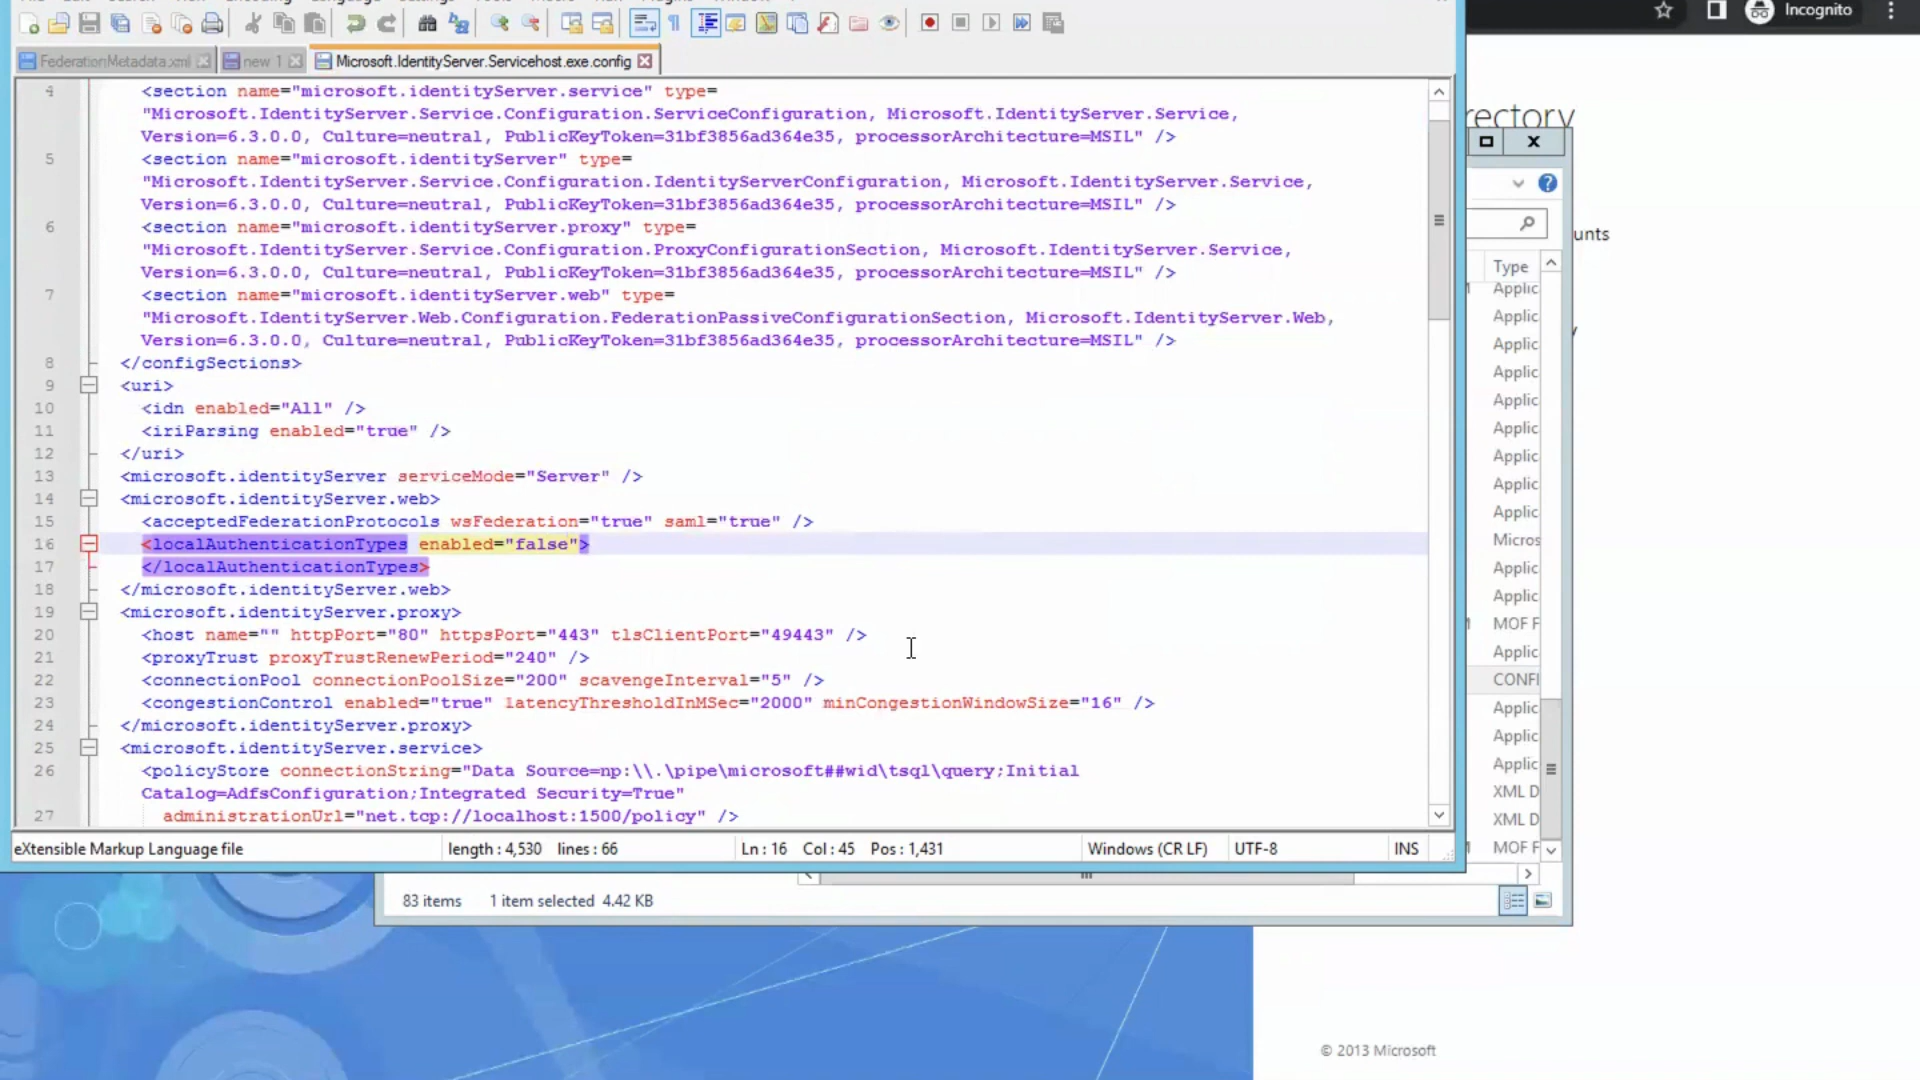 Incognito
FederationMetadata.xml
new 1
Microsoft.IdentityServer.Servicehost.exe.config
4 <section name="microsoft.identityServer.service" type=
"Microsoft.IdentityServer.Service.Configuration.ServiceConfiguration, Microsoft.IdentityServer.Service,
Version=6.3.0.0, Culture=neutral, PublicKeyToken=31bf3856ad364e35, processorArchitecture=MSIL" />
5 <section name="microsoft.identityServer" type=
"Microsoft.IdentityServer.Service.Configuration.IdentityServerConfiguration, Microsoft.IdentityServer.Service,
Version=6.3.0.0, Culture=neutral, PublicKeyToken=31bf3856ad364e35, processorArchitecture=MSIL" />
6 <section name="microsoft.identityServer.proxy" type=
"Microsoft.IdentityServer.Service.Configuration.ProxyConfigurationSection, Microsoft.IdentityServer.Service,
Version=6.3.0.0, Culture=neutral, PublicKeyToken=31bf3856ad364e35, processorArchitecture=MSIL" />
7 <section name="microsoft.identityServer.web" type=
"Microsoft.IdentityServer.Web.Configuration.FederationPassiveConfigurationSection, Microsoft.IdentityServer.Web,
Version=6.3.0.0, Culture=neutral, PublicKeyToken=31bf3856ad364e35, processorArchitecture=MSIL" />
8 </configSections>
9 <uri>
10 <idn enabled="All" />
11 <iriParsing enabled="true" />
12 </uri>
13 <microsoft.identityServer serviceMode="Server" />
14 <microsoft.identityServer.web>
15 <acceptedFederationProtocols wsFederation="true" saml="true" />
16 <localAuthenticationTypes enabled="false">
17 </localAuthenticationTypes>
18 </microsoft.identityServer.web>
19 <microsoft.identityServer.proxy>
20 <host name="" httpPort="80" httpsPort="443" tlsClientPort="49443" />
21 <proxyTrust proxyTrustRenewPeriod="240" />
22 <connectionPool connectionPoolSize="200" scavengeInterval="5" />
23 <congestionControl enabled="true" latencyThresholdInMSec="2000" minCongestionWindowSize="16" />
24 </microsoft.identityServer.proxy>
25 <microsoft.identityServer.service>
26 <policyStore connectionString="Data Source=np:\\.\pipe\microsoft##wid\tsql\query;Initial
Catalog=AdfsConfiguration;Integrated Security=True"
27 administrationUrl="net.tcp://localhost:1500/policy" />
eXtensible Markup Language file length : 4,530 lines : 66 Ln : 16 Col : 45 Pos : 1,431 Windows (CR LF) UTF-8 INS
rectory
unts
Type
Applic
Applic
Applic
Applic
Applic
Applic
Applic
Applic
Applic
Micros
Applic
Applic
MOF F
Applic
CONFI
Applic
Applic
Applic
XML D
XML D
MOF F
83 items 1 item selected 4.42 KB
© 2013 Microsoft